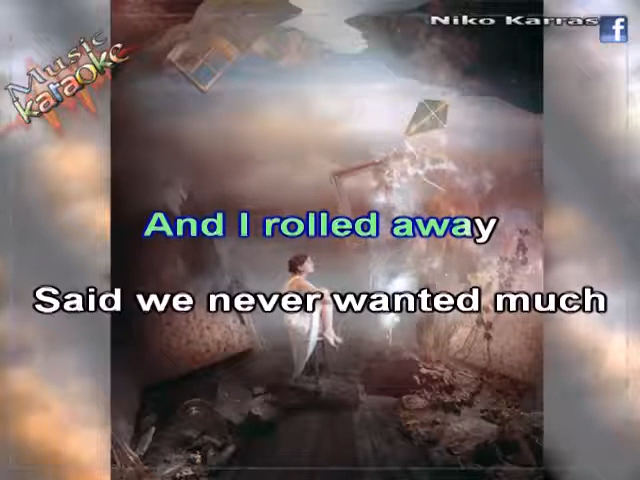 Niko Karras f
Music
karaoke
And I rolled away
Said we never wanted much